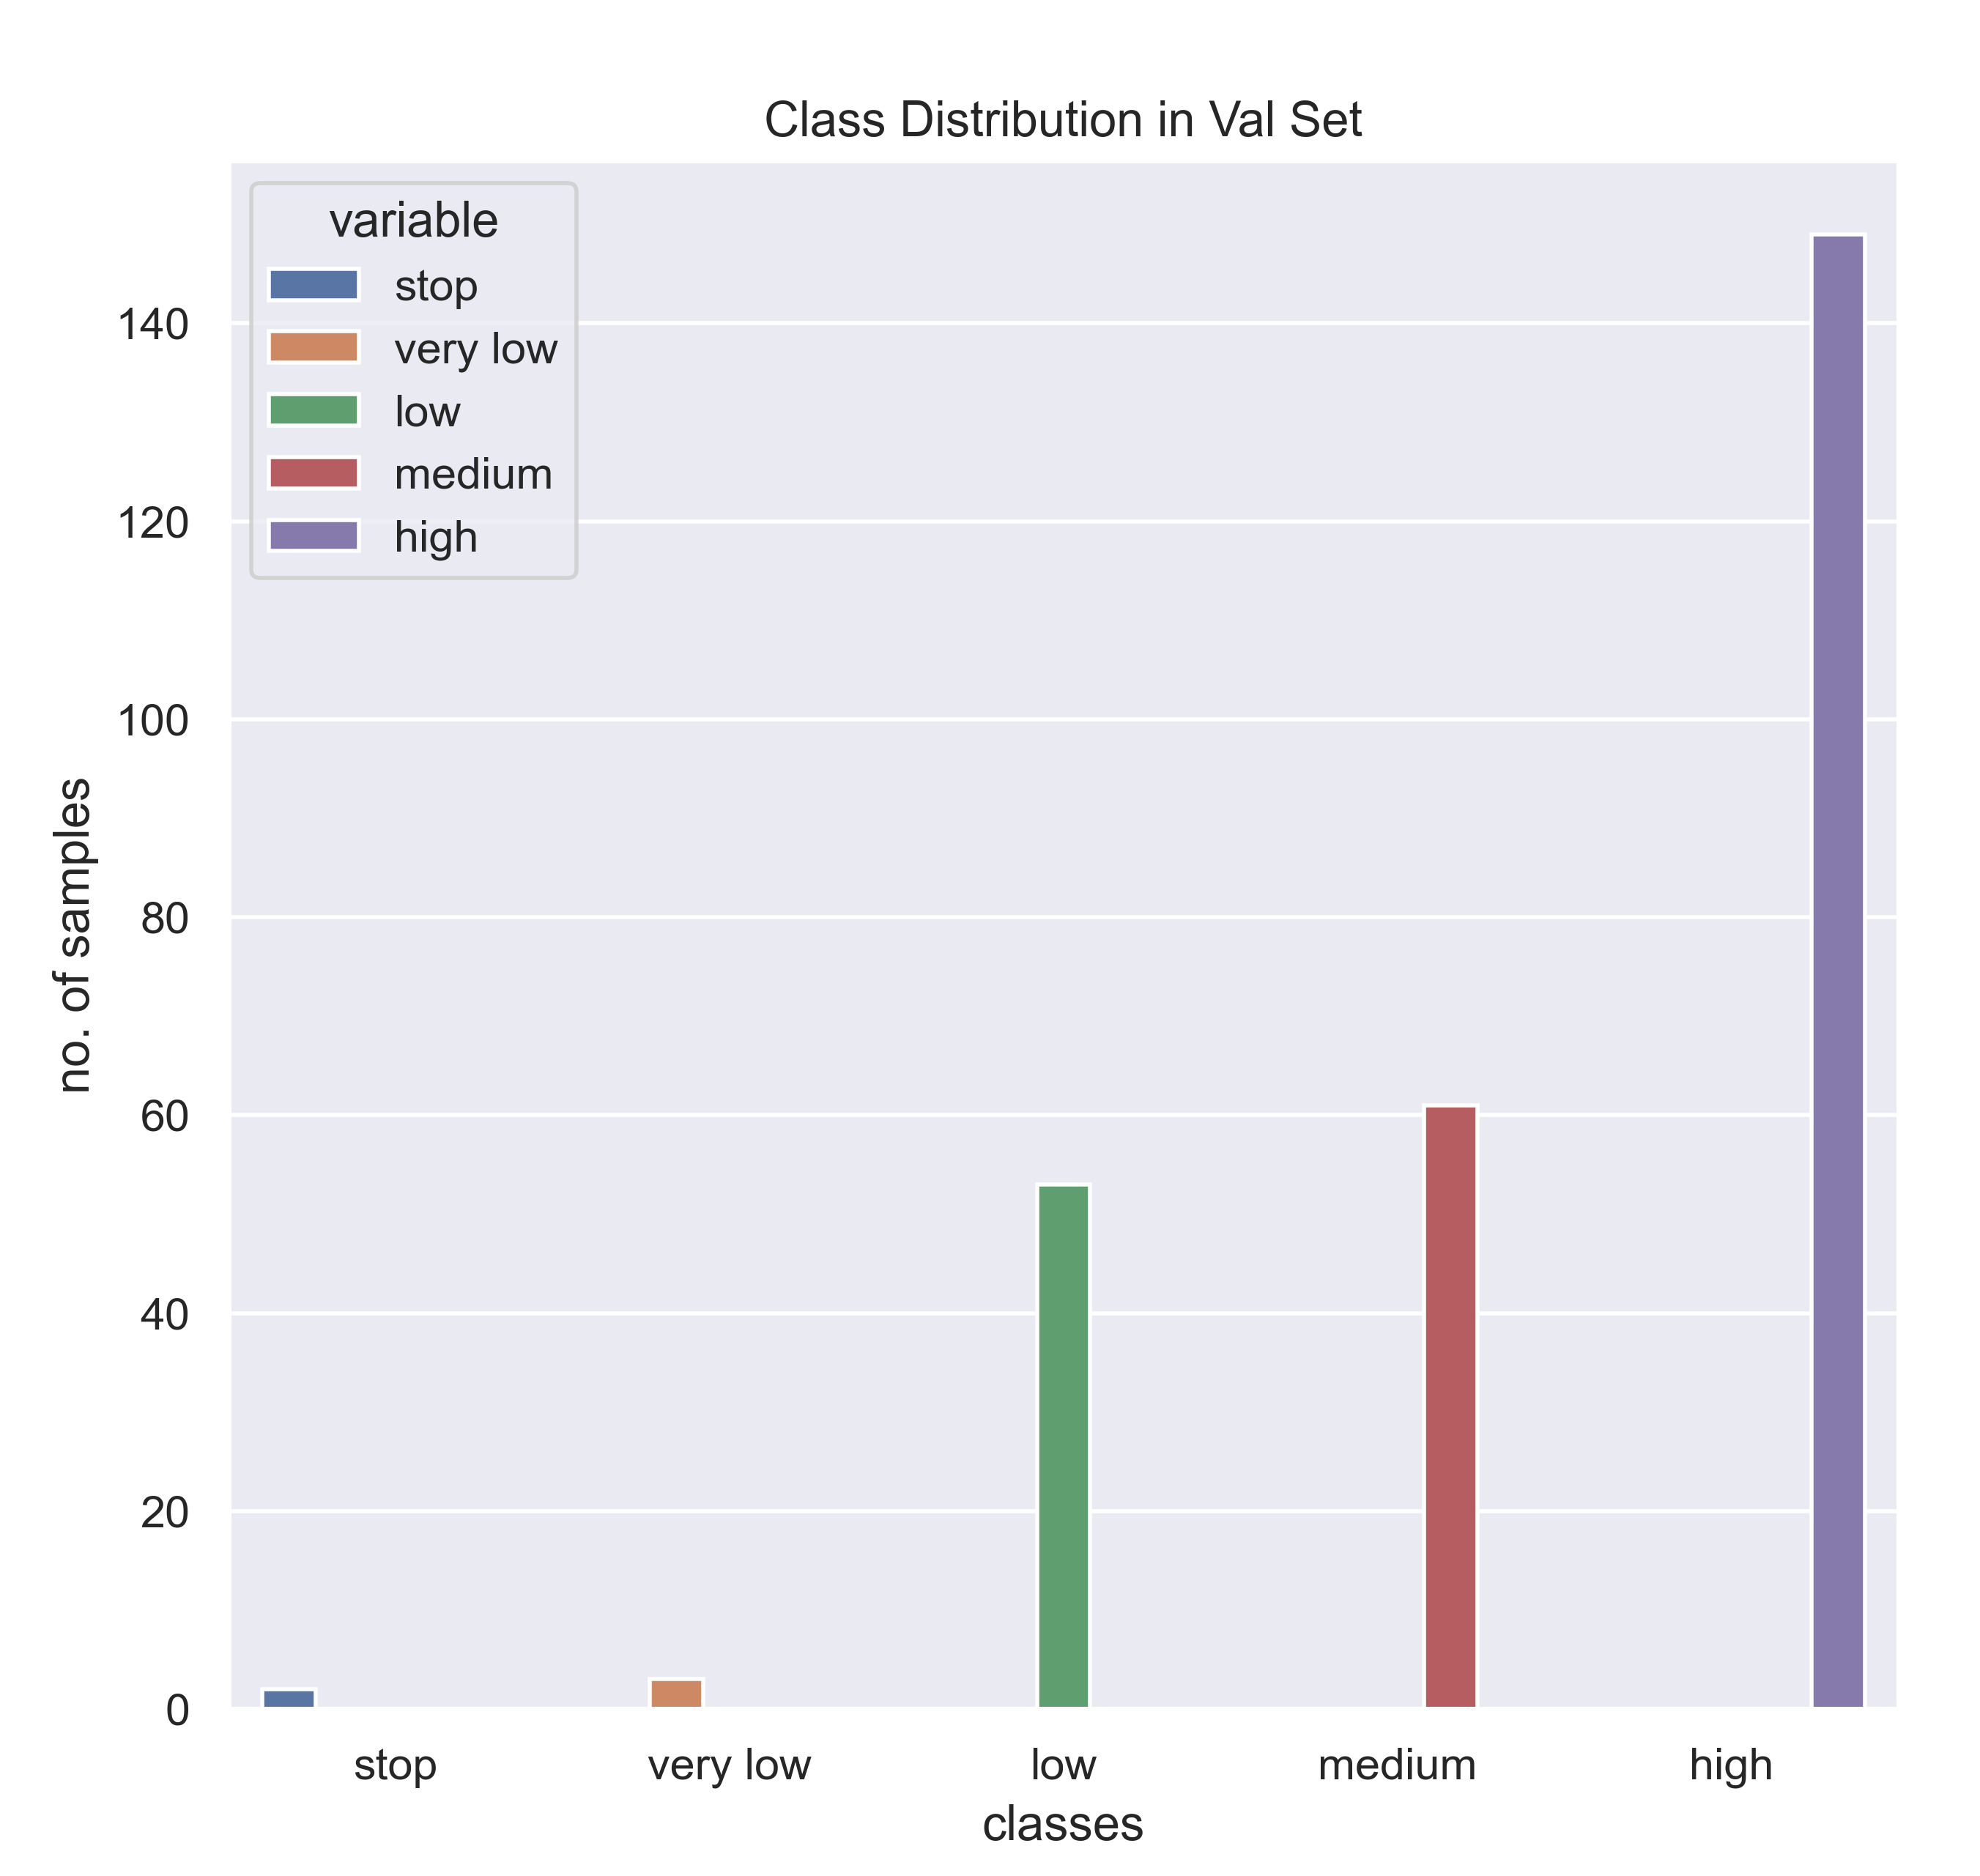 Class Distribution in Val Set
variable
stop
very low
low
medium
high
140
120
100
80
60
40
20
0
no. of samples
stop very low low medium high
classes